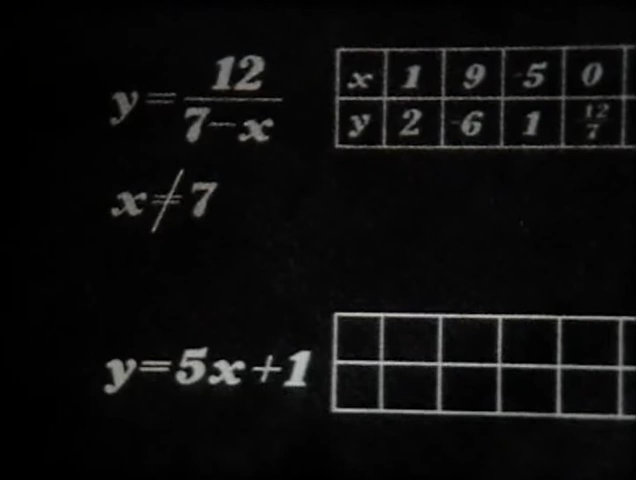 y = 12/(7-x)
x 1 9 -5 0
y 2 -6 1 12/7
x ≠ 7
y=5x+1